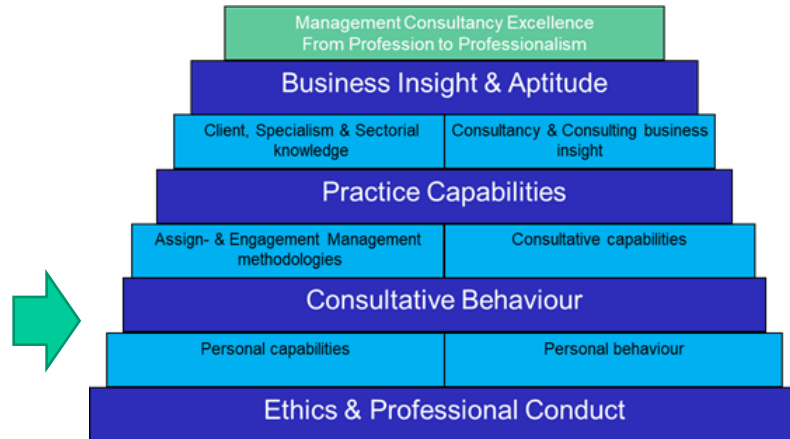 Management Consultancy Excellence
From Profession to Professionalism
Business Insight & Aptitude
Client, Specialism & Sectorial
knowledge
Consultancy & Consulting business
insight
Practice Capabilities
Assign- & Engagement Management
methodologies
Consultative capabilities
Consultative Behaviour
Personal capabilities
Personal behaviour
Ethics & Professional Conduct